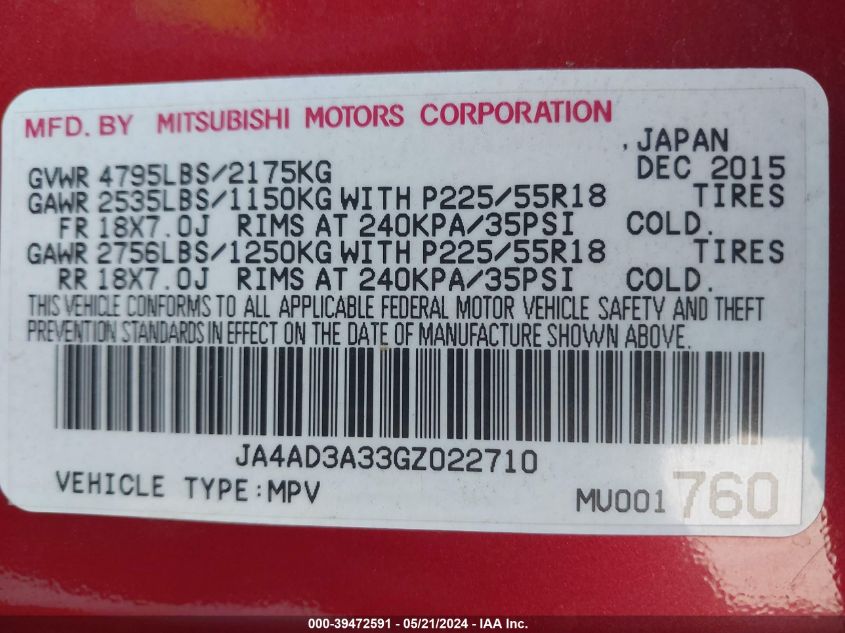 MFD. BY MITSUBISHI MOTORS CORPORATION
, JAPAN
GVWR 4795LBS/2175KG DEC 2015
GAWR 2535LBS/1150KG WITH P225/55R18 TIRES
FR 18X7.0J RIMS AT 240KPA/35PSI COLD.
GAWR 2756LBS/1250KG WITH P225/55R18 TIRES
RR 18X7.0J RIMS AT 240KPA/35PSI COLD.
THIS VEHICLE CONFORMS TO ALL APPLICABLE FEDERAL MOTOR VEHICLE SAFETY AND THEFT
PREVENTION STANDARDS IN EFFECT ON THE DATE OF MANUFACTURE SHOWN ABOVE.
JA4AD3A33GZ022710
VEHICLE TYPE:MPV MU001 760
000-39472591 - 05/21/2024 - IAA Inc.